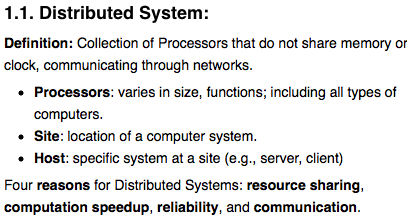 1.1. Distributed System:
Definition: Collection of Processors that do not share memory or
clock, communicating through networks.
• Processors: varies in size, functions; including all types of
computers.
• Site: location of a computer system.
• Host: specific system at a site (e.g., server, client)
Four reasons for Distributed Systems: resource sharing,
computation speedup, reliability, and communication.